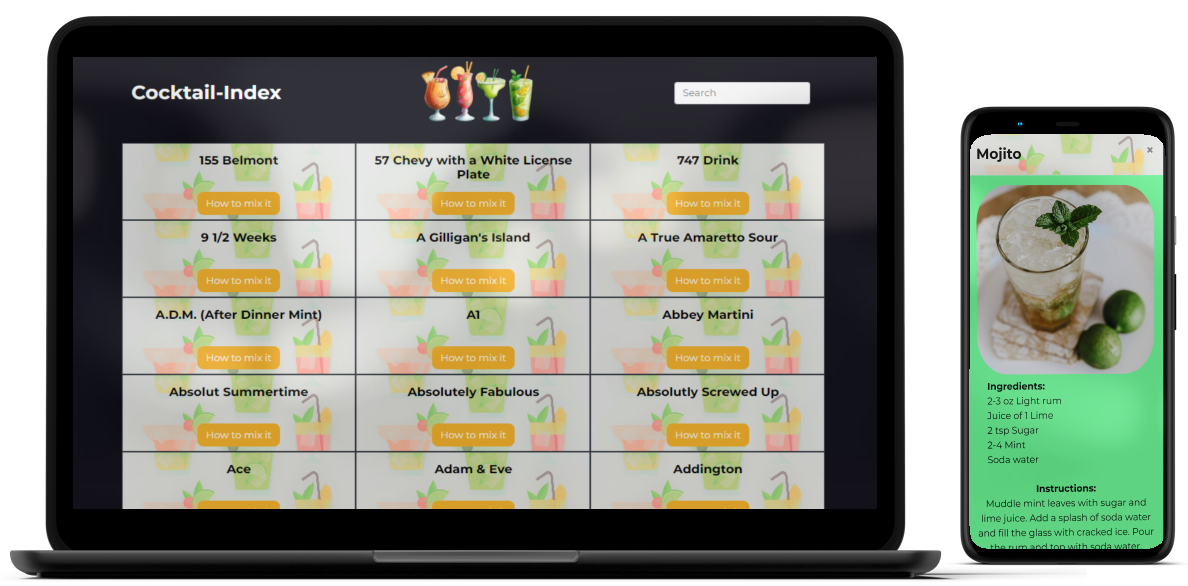 Cocktail-Index
Search
155 Belmont
57 Chevy with a White License
Plate
747 Drink
How to mix it
How to mix it
How to mix it
9 1/2 Weeks
A Gilligan's Island
A True Amaretto Sour
How to mix it
How to mix it
How to mix it
A.D.M. (After Dinner Mint)
A1
Abbey Martini
How to mix it
How to mix it
How to mix it
Absolut Summertime
Absolutely Fabulous
Absolutly Screwed Up
How to mix it
How to mix it
How to mix it
Ace
Adam & Eve
Addington
Mojito
×
Ingredients:
2-3 oz Light rum
Juice of 1 Lime
2 tsp Sugar
2-4 Mint
Soda water
Instructions:
Muddle mint leaves with sugar and
lime juice. Add a splash of soda water
and fill the glass with cracked ice. Pour
the rum and top with soda water.